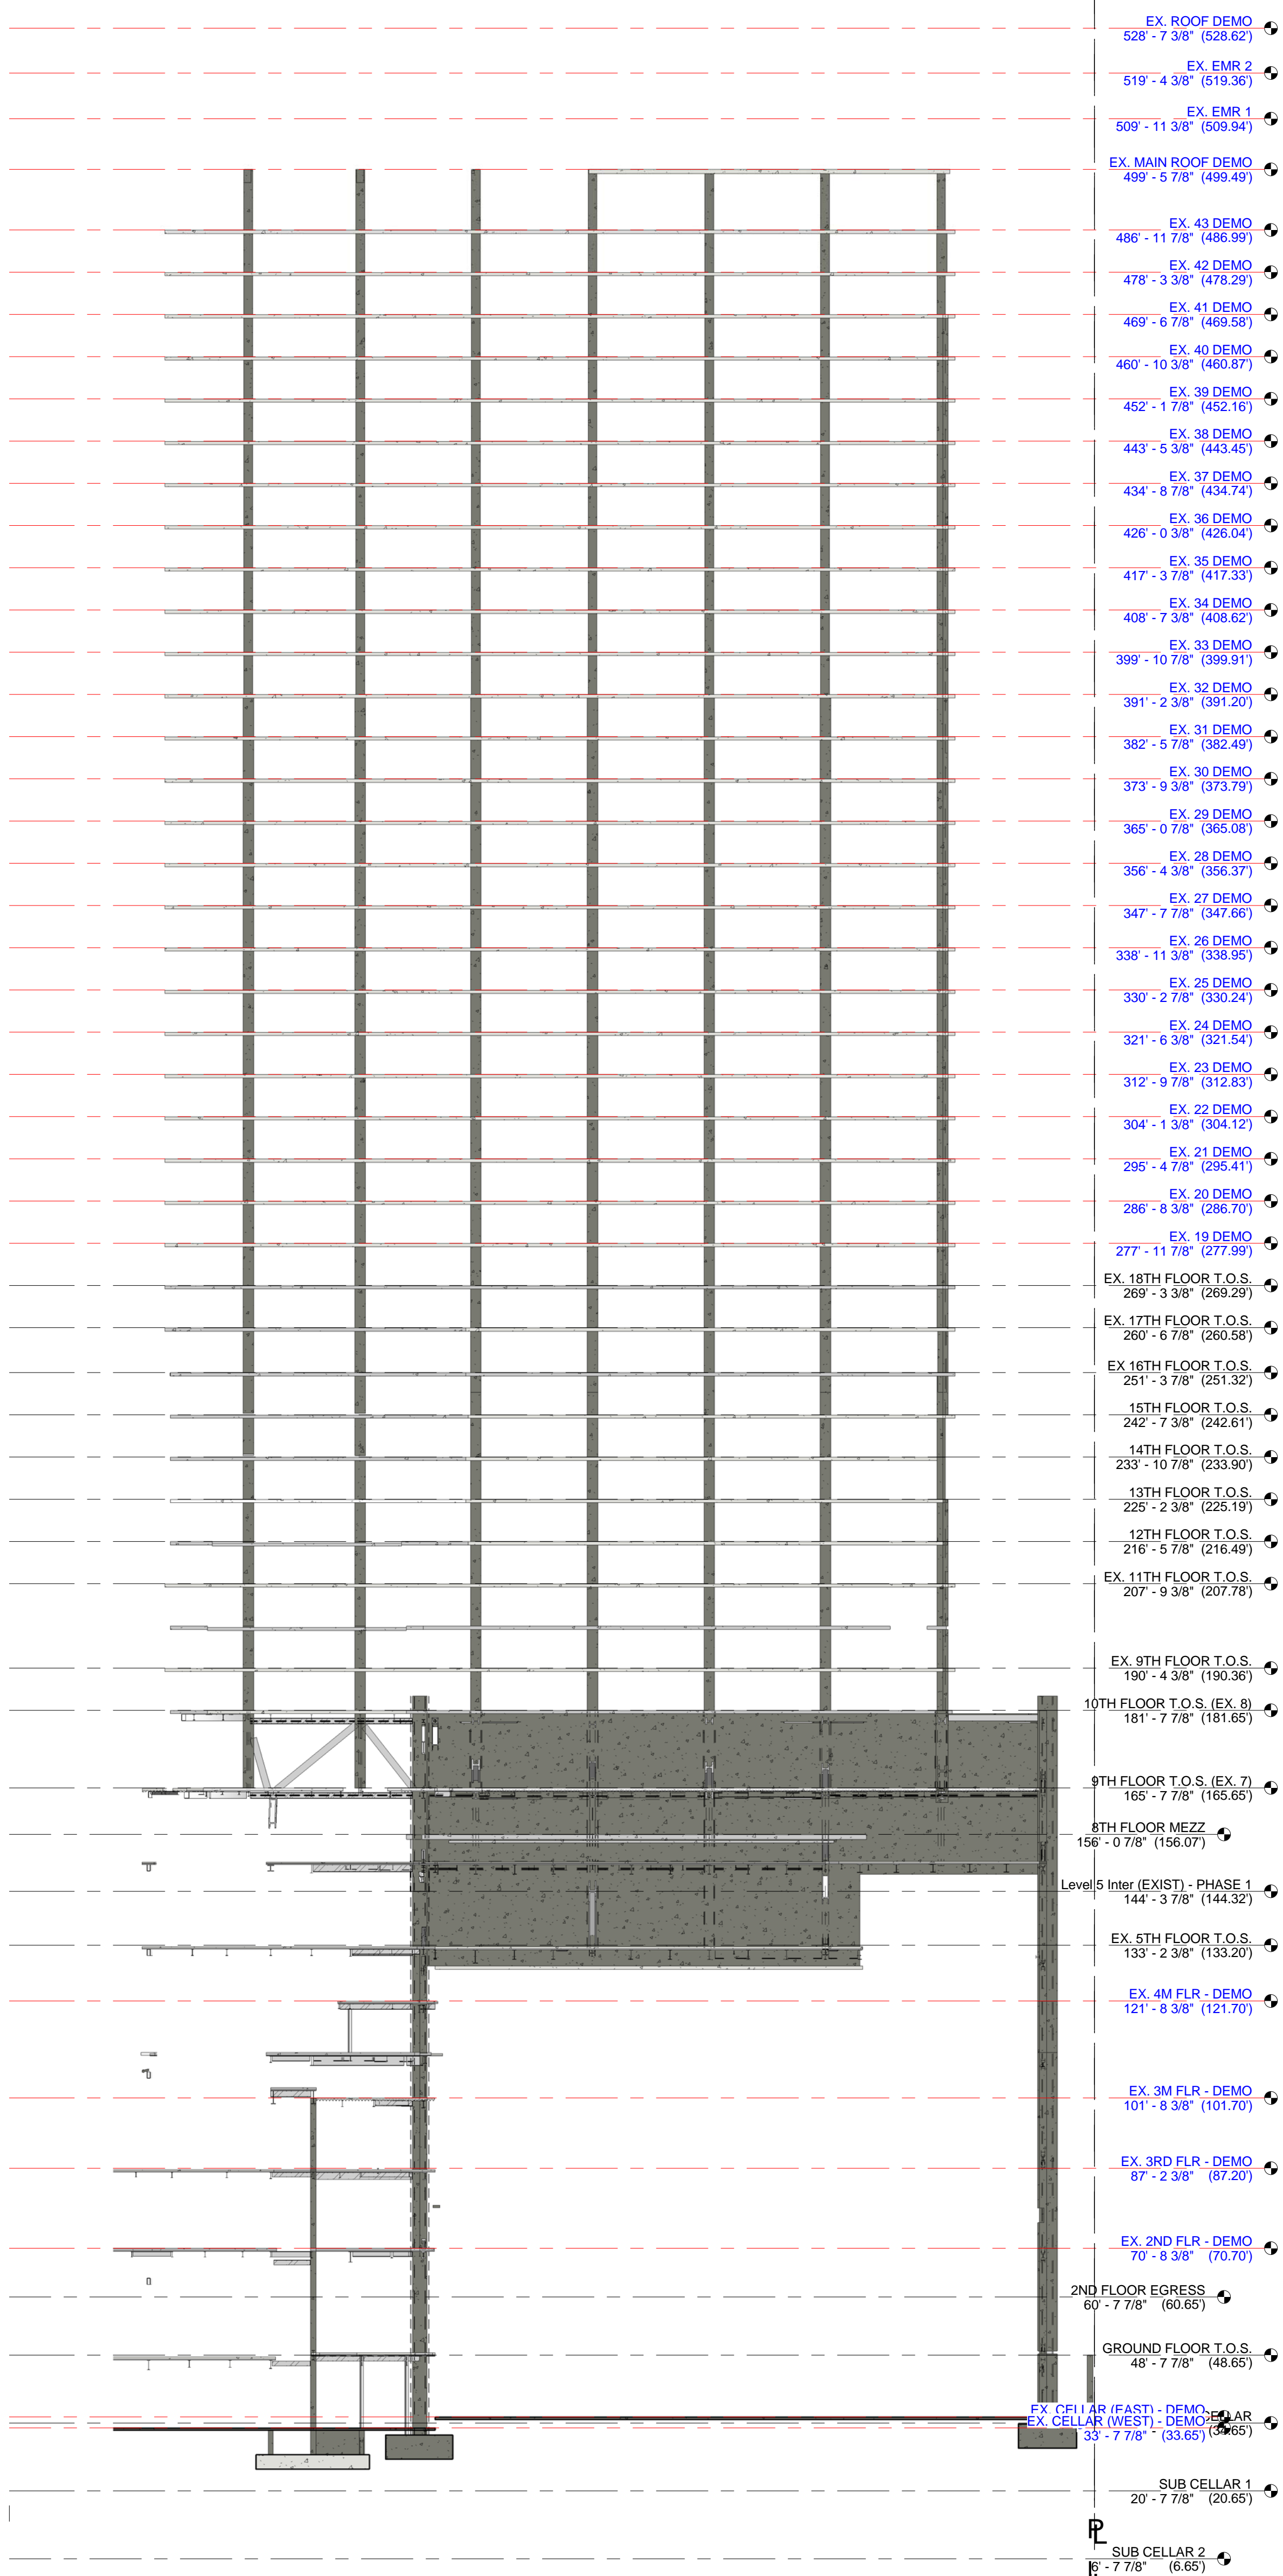 EX. ROOF DEMO
528' - 7 3/8" (528.62')
EX. EMR 2
519' - 4 3/8" (519.36')
EX. EMR 1
509' - 11 3/8" (509.94')
EX. MAIN ROOF DEMO
499' - 5 7/8" (499.49')
EX. 43 DEMO
486' - 11 7/8" (486.99')
EX. 42 DEMO
478' - 3 3/8" (478.29')
EX. 41 DEMO
469' - 6 7/8" (469.58')
EX. 40 DEMO
460' - 10 3/8" (460.87')
EX. 39 DEMO
452' - 1 7/8" (452.16')
EX. 38 DEMO
443' - 5 3/8" (443.45')
EX. 37 DEMO
434' - 8 7/8" (434.74')
EX. 36 DEMO
426' - 0 3/8" (426.04')
EX. 35 DEMO
417' - 3 7/8" (417.33')
EX. 34 DEMO
408' - 7 3/8" (408.62')
EX. 33 DEMO
399' - 10 7/8" (399.91')
EX. 32 DEMO
391' - 2 3/8" (391.20')
EX. 31 DEMO
382' - 5 7/8" (382.49')
EX. 30 DEMO
373' - 9 3/8" (373.79')
EX. 29 DEMO
365' - 0 7/8" (365.08')
EX. 28 DEMO
356' - 4 3/8" (356.37')
EX. 27 DEMO
347' - 7 7/8" (347.66')
EX. 26 DEMO
338' - 11 3/8" (338.95')
EX. 25 DEMO
330' - 2 7/8" (330.24')
EX. 24 DEMO
321' - 6 3/8" (321.54')
EX. 23 DEMO
312' - 9 7/8" (312.83')
EX. 22 DEMO
304' - 1 3/8" (304.12')
EX. 21 DEMO
295' - 4 7/8" (295.41')
EX. 20 DEMO
286' - 8 3/8" (286.70')
EX. 19 DEMO
277' - 11 7/8" (277.99')
EX. 18TH FLOOR T.O.S.
269' - 3 3/8" (269.29')
EX. 17TH FLOOR T.O.S.
260' - 6 7/8" (260.58')
EX 16TH FLOOR T.O.S.
251' - 3 7/8" (251.32')
15TH FLOOR T.O.S.
242' - 7 3/8" (242.61')
14TH FLOOR T.O.S.
233' - 10 7/8" (233.90')
13TH FLOOR T.O.S.
225' - 2 3/8" (225.19')
12TH FLOOR T.O.S.
216' - 5 7/8" (216.49')
EX. 11TH FLOOR T.O.S.
207' - 9 3/8" (207.78')
EX. 9TH FLOOR T.O.S.
190' - 4 3/8" (190.36')
10TH FLOOR T.O.S. (EX. 8)
181' - 7 7/8" (181.65')
9TH FLOOR T.O.S. (EX. 7)
165' - 7 7/8" (165.65')
8TH FLOOR MEZZ
156' - 0 7/8" (156.07')
Level 5 Inter (EXIST) - PHASE 1
144' - 3 7/8" (144.32')
EX. 5TH FLOOR T.O.S.
133' - 2 3/8" (133.20')
EX. 4M FLR - DEMO
121' - 8 3/8" (121.70')
EX. 3M FLR - DEMO
101' - 8 3/8" (101.70')
EX. 3RD FLR - DEMO
87' - 2 3/8" (87.20')
EX. 2ND FLR - DEMO
70' - 8 3/8" (70.70')
2ND FLOOR EGRESS
60' - 7 7/8" (60.65')
GROUND FLOOR T.O.S.
48' - 7 7/8" (48.65')
EX. CELLAR (EAST) - DEMO
EX. CELLAR (WEST) - DEMO
33' - 7 7/8" (33.65')
SUB CELLAR 1
20' - 7 7/8" (20.65')
PL
SUB CELLAR 2
6' - 7 7/8" (6.65')